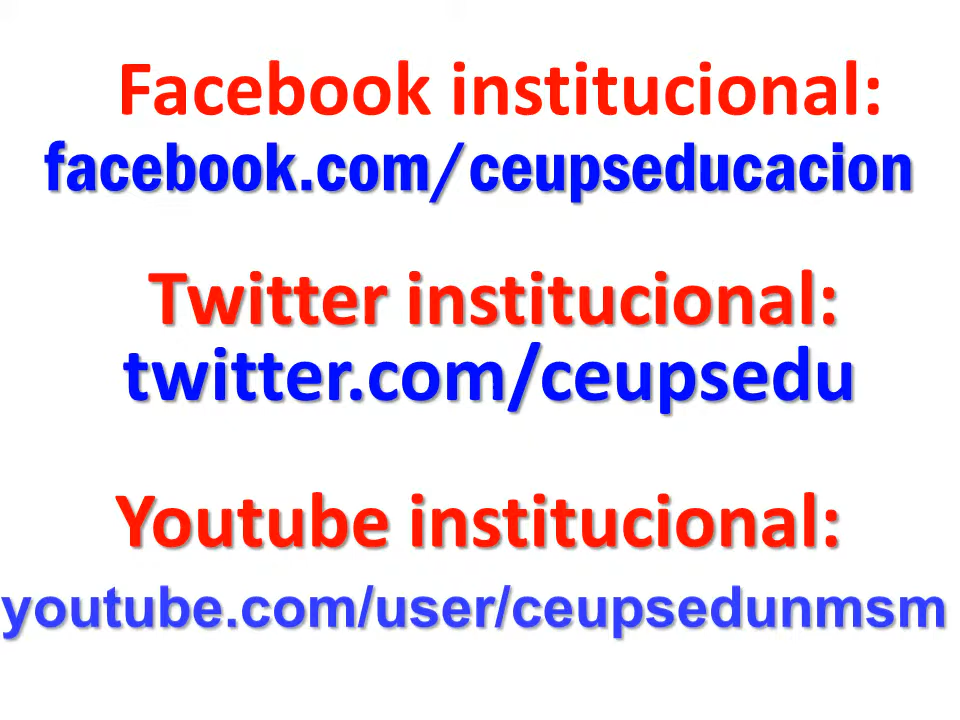 Facebook institucional:
facebook.com/ceupseducacion
Twitter institucional:
twitter.com/ceupsedu
Youtube institucional:
youtube.com/user/ceupsedunmsm